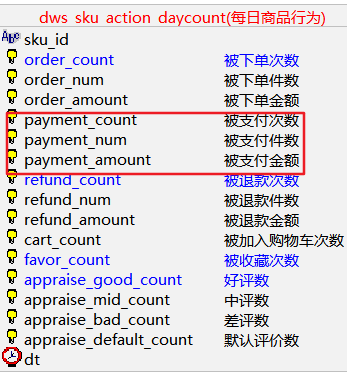 dws_sku_action_daycount(每日商品行为)
sku_id
order_count 被下单次数
order_num 被下单件数
order_amount 被下单金额
payment_count 被支付次数
payment_num 被支付件数
payment_amount 被支付金额
refund_count 被退款次数
refund_num 被退款件数
refund_amount 被退款金额
cart_count 被加入购物车次数
favor_count 被收藏次数
appraise_good_count 好评数
appraise_mid_count 中评数
appraise_bad_count 差评数
appraise_default_count 默认评价数
dt